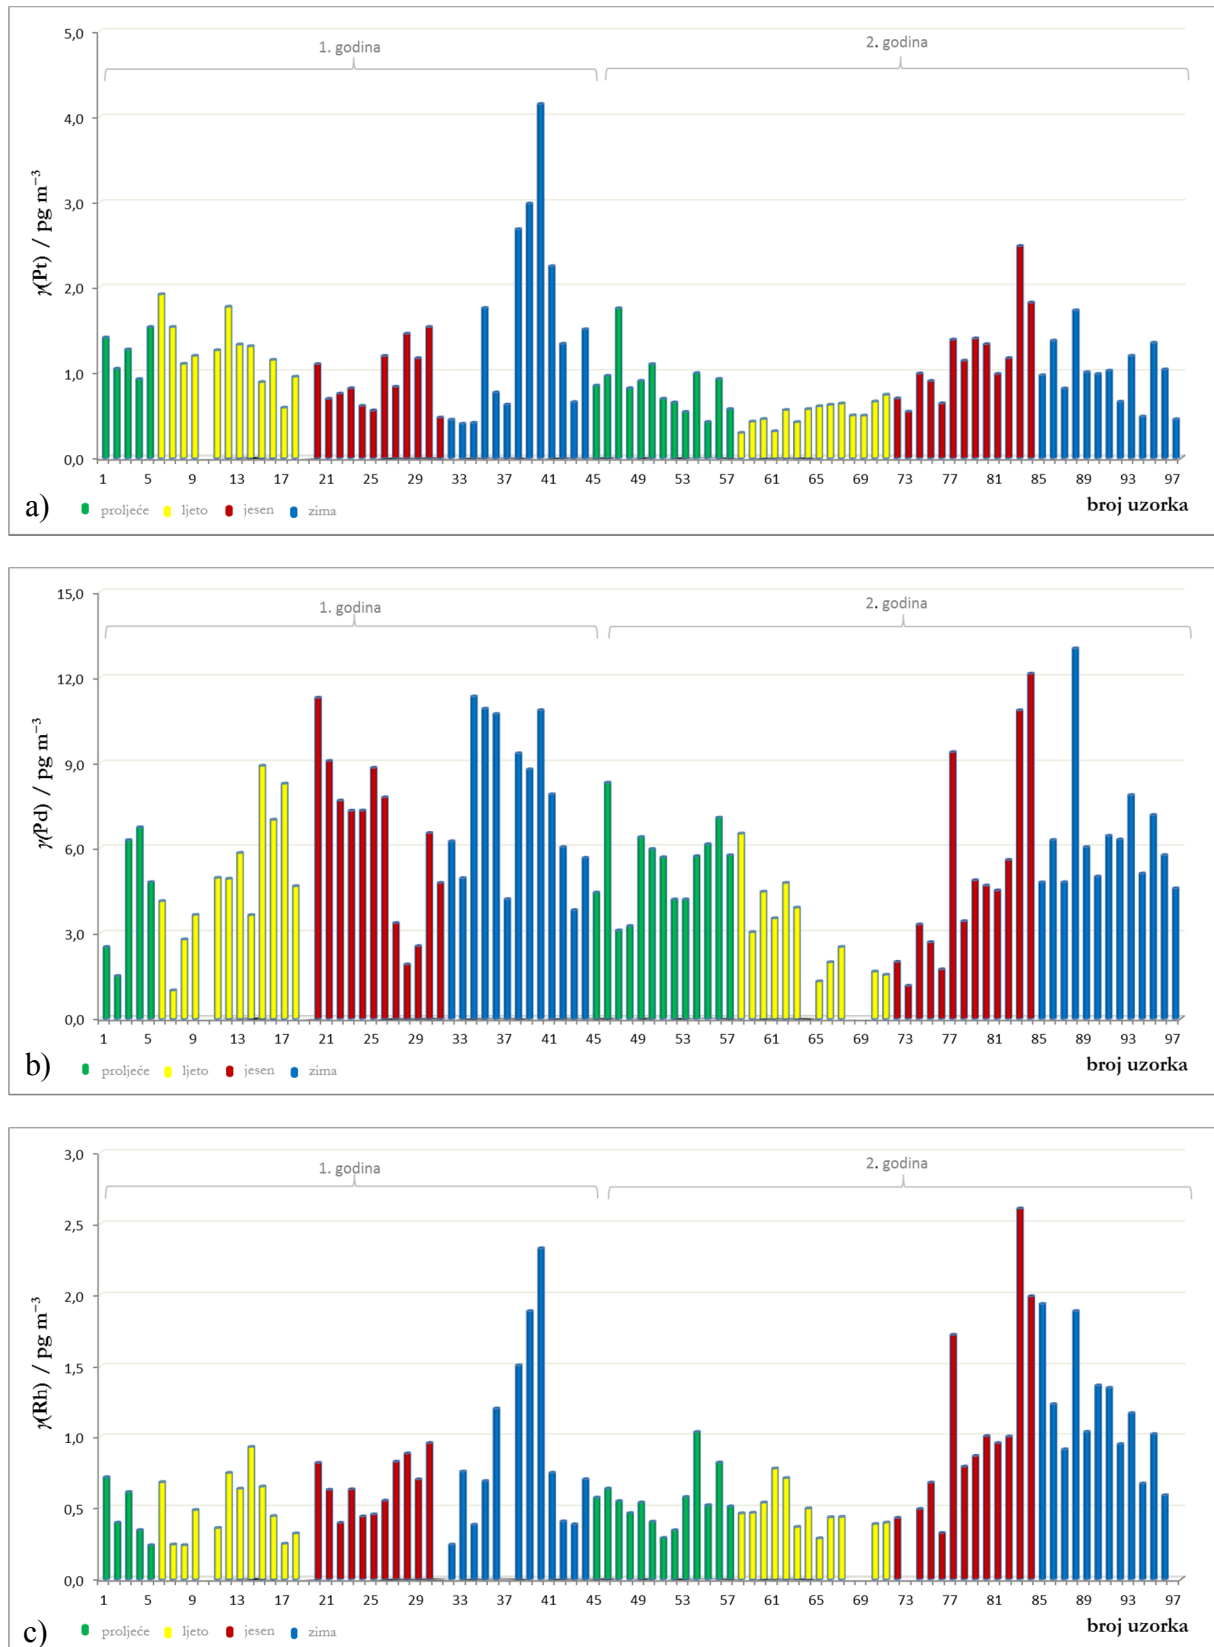 1. godina
2. godina
5,0
4,0
3,0
2,0
1,0
0,0
γ(Pt) / pg m⁻³
1 5 9 13 17 21 25 29 33 37 41 45 49 53 57 61 65 69 73 77 81 85 89 93 97
broj uzorka
a)
proljeće ljeto jesen zima
1. godina
2. godina
15,0
12,0
9,0
6,0
3,0
0,0
γ(Pd) / pg m⁻³
1 5 9 13 17 21 25 29 33 37 41 45 49 53 57 61 65 69 73 77 81 85 89 93 97
broj uzorka
b)
proljeće ljeto jesen zima
1. godina
2. godina
3,0
2,5
2,0
1,5
1,0
0,5
0,0
γ(Rh) / pg m⁻³
1 5 9 13 17 21 25 29 33 37 41 45 49 53 57 61 65 69 73 77 81 85 89 93 97
broj uzorka
c)
proljeće ljeto jesen zima